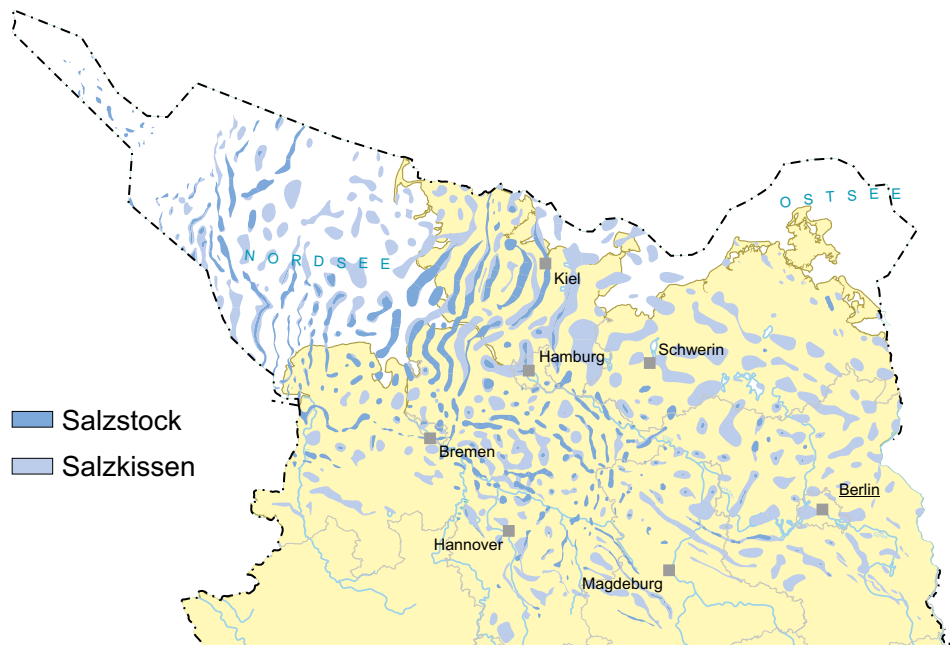 OSTSEE
NORDSEE
Kiel
Hamburg
Schwerin
Salzstock
Bremen
Salzkissen
Berlin
Hannover
Magdeburg